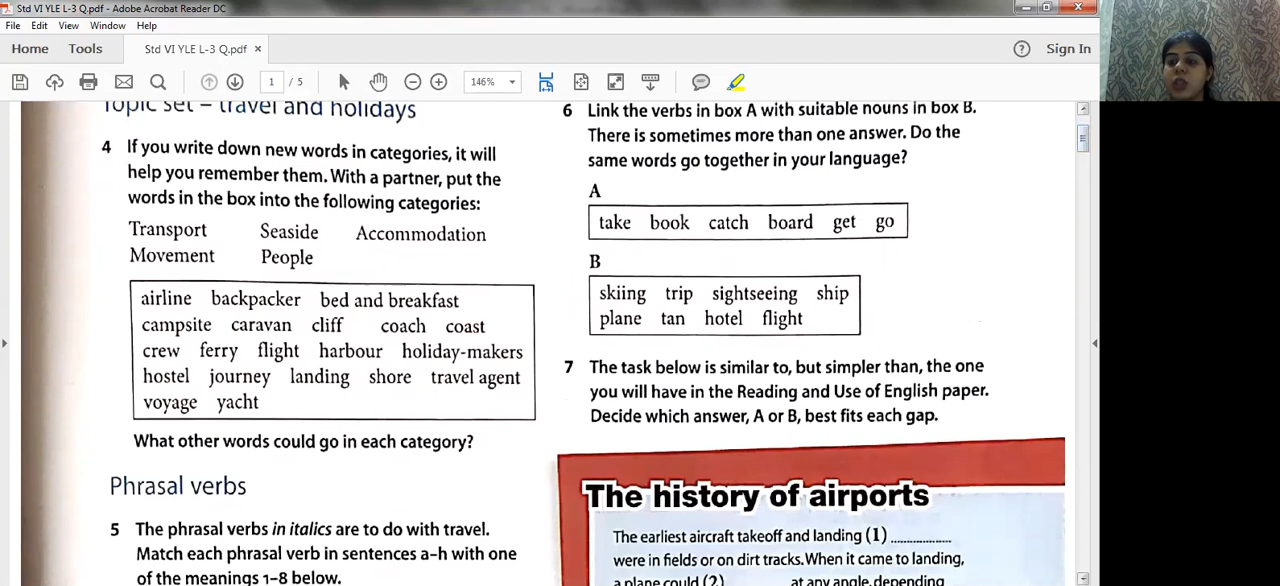 Std VI YLE L-3 Q.pdf - Adobe Acrobat Reader DC
File Edit View Window Help
Home Tools Std VI YLE L-3 Q.pdf × Sign In
1 / 5 146%
Topic set – travel and holidays
4 If you write down new words in categories, it will
help you remember them. With a partner, put the
words in the box into the following categories:
Transport Seaside Accommodation
Movement People
airline backpacker bed and breakfast
campsite caravan cliff coach coast
crew ferry flight harbour holiday-makers
hostel journey landing shore travel agent
voyage yacht
What other words could go in each category?
Phrasal verbs
5 The phrasal verbs in italics are to do with travel.
Match each phrasal verb in sentences a–h with one
of the meanings 1–8 below.
6 Link the verbs in box A with suitable nouns in box B.
There is sometimes more than one answer. Do the
same words go together in your language?
A
take book catch board get go
B
skiing trip sightseeing ship
plane tan hotel flight
7 The task below is similar to, but simpler than, the one
you will have in the Reading and Use of English paper.
Decide which answer, A or B, best fits each gap.
The history of airports
The earliest aircraft takeoff and landing (1) ...............
were in fields or on dirt tracks. When it came to landing,
a plane could (2) at any angle, depending